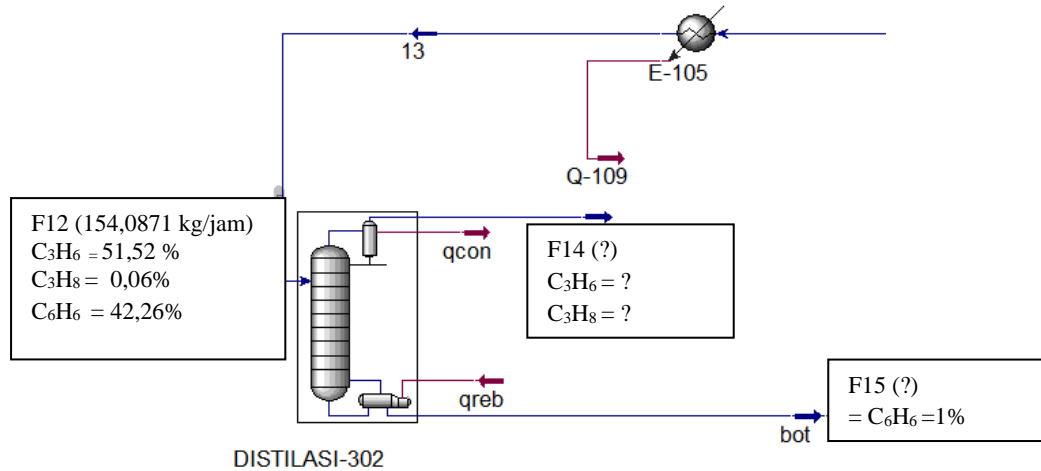 13
E-105
Q-109
F12 (154,0871 kg/jam)
C₃H₆ = 51,52 %
C₃H₈ = 0,06%
C₆H₆ = 42,26%
qcon
F14 (?)
C₃H₆ = ?
C₃H₈ = ?
qreb
F15 (?)
= C₆H₆ =1%
bot
DISTILASI-302